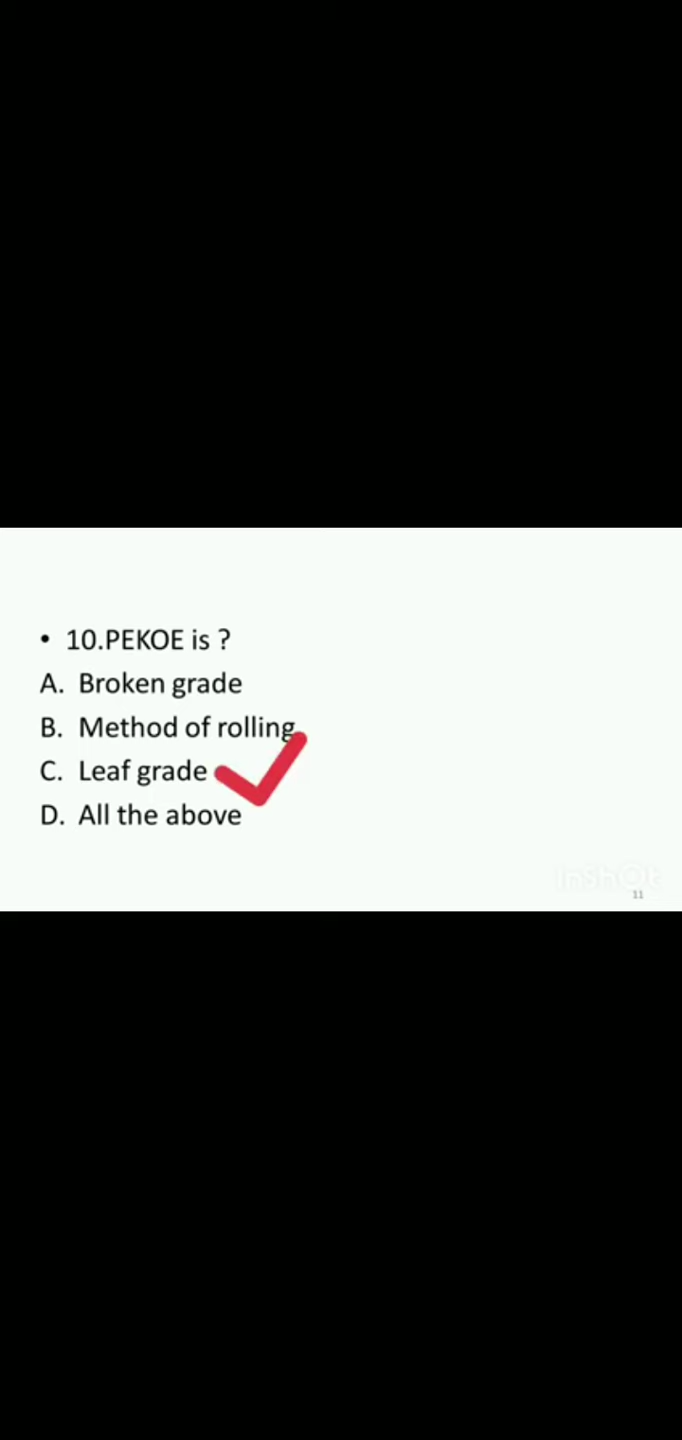 • 10.PEKOE is ?
A. Broken grade
B. Method of rolling
C. Leaf grade
D. All the above
InShOt
11